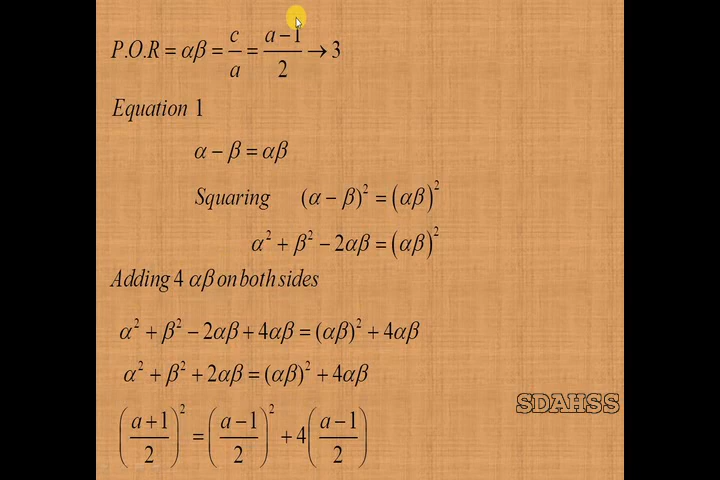 P.O.R = αβ = c/a = (a−1)/2 → 3
Equation 1
α − β = αβ
Squaring (α − β)² = (αβ)²
α² + β² − 2αβ = (αβ)²
Adding 4 αβ on both sides
α² + β² − 2αβ + 4αβ = (αβ)² + 4αβ
α² + β² + 2αβ = (αβ)² + 4αβ
SDAHSS
((a+1)/2)² = ((a−1)/2)² + 4((a−1)/2)